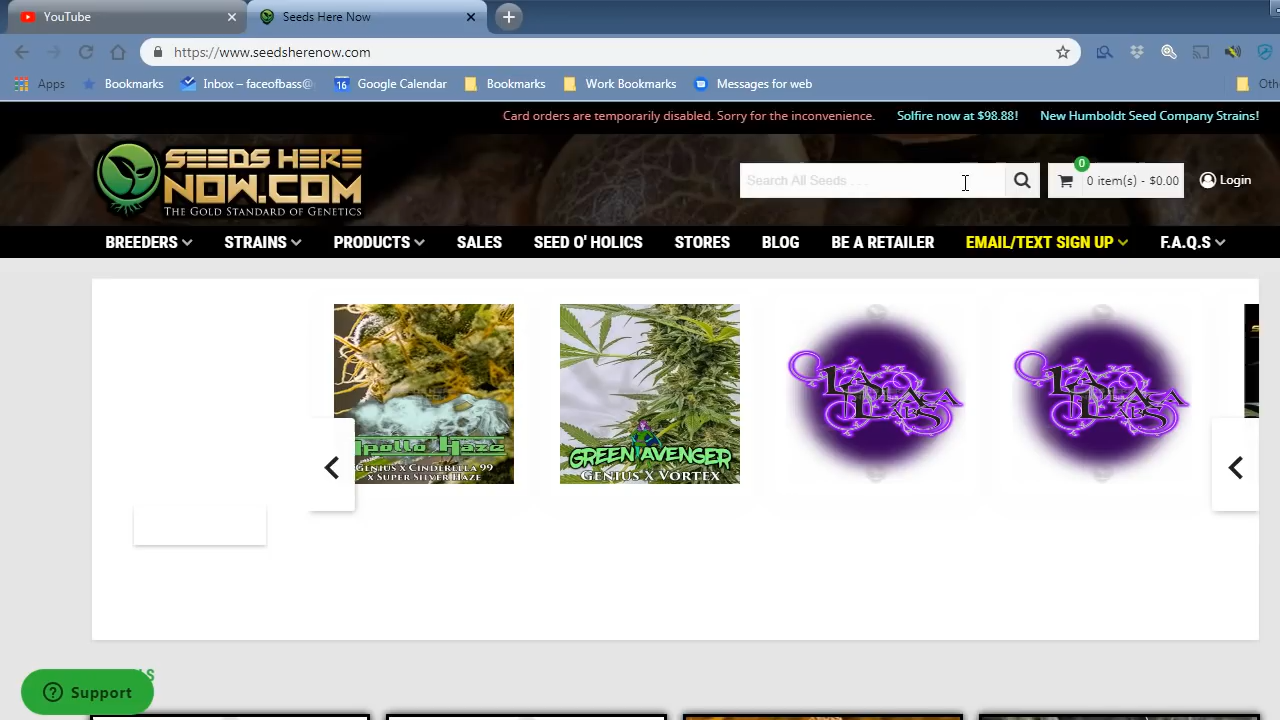 YouTube
Seeds Here Now
https://www.seedsherenow.com
Apps
Bookmarks
Inbox – faceofbass@
16
Google Calendar
Bookmarks
Work Bookmarks
Messages for web
Card orders are temporarily disabled. Sorry for the inconvenience.
Solfire now at $98.88!
New Humboldt Seed Company Strains!
SEEDS HERE
NOW.COM
THE GOLD STANDARD OF GENETICS
Search All Seeds . . .
0
0 item(s) - $0.00
Login
BREEDERS
STRAINS
PRODUCTS
SALES
SEED O' HOLICS
STORES
BLOG
BE A RETAILER
EMAIL/TEXT SIGN UP
F.A.Q.S
Apollo Haze
GENIUS X CINDERELLA 99
X SUPER SILVER HAZE
GREEN AVENGER
GENIUS X VORTEX
LABS
LABS
Support